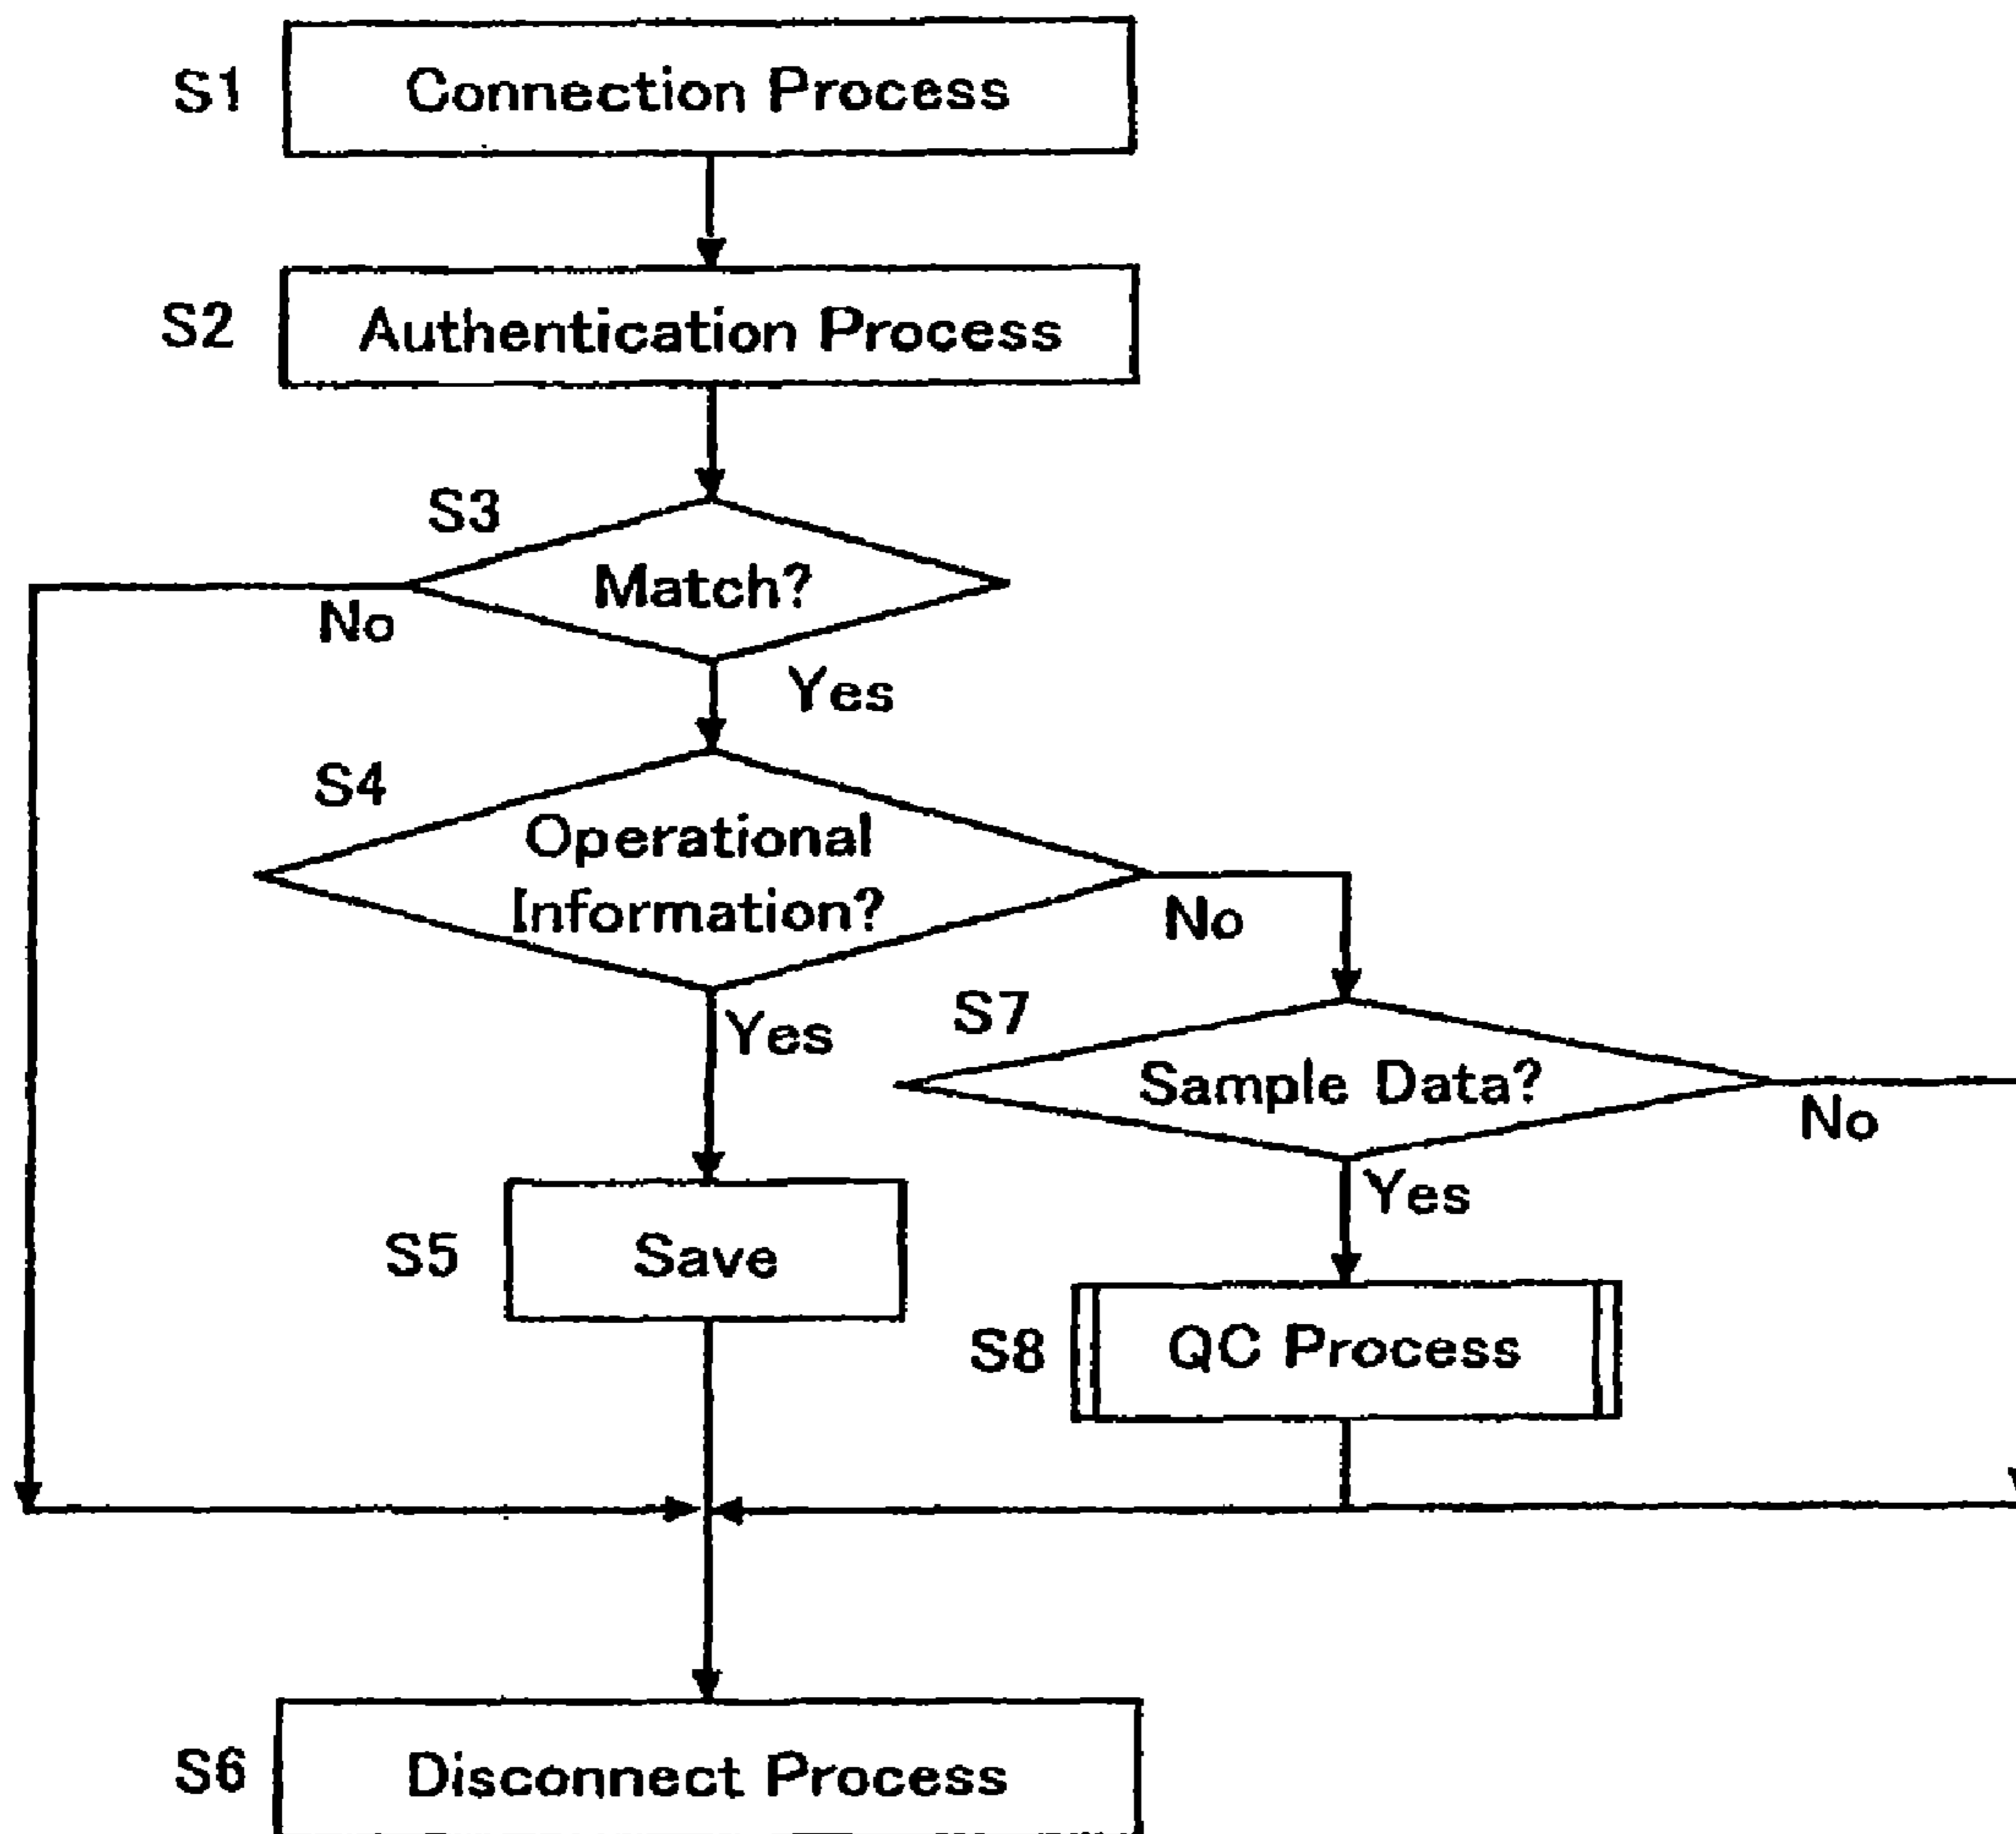 S1
Connection Process
S2
Authentication Process
S3
Match?
No
Yes
S4
Operational
Information?
No
Yes
S7
Sample Data?
No
Yes
S5
Save
S8
QC Process
S6
Disconnect Process